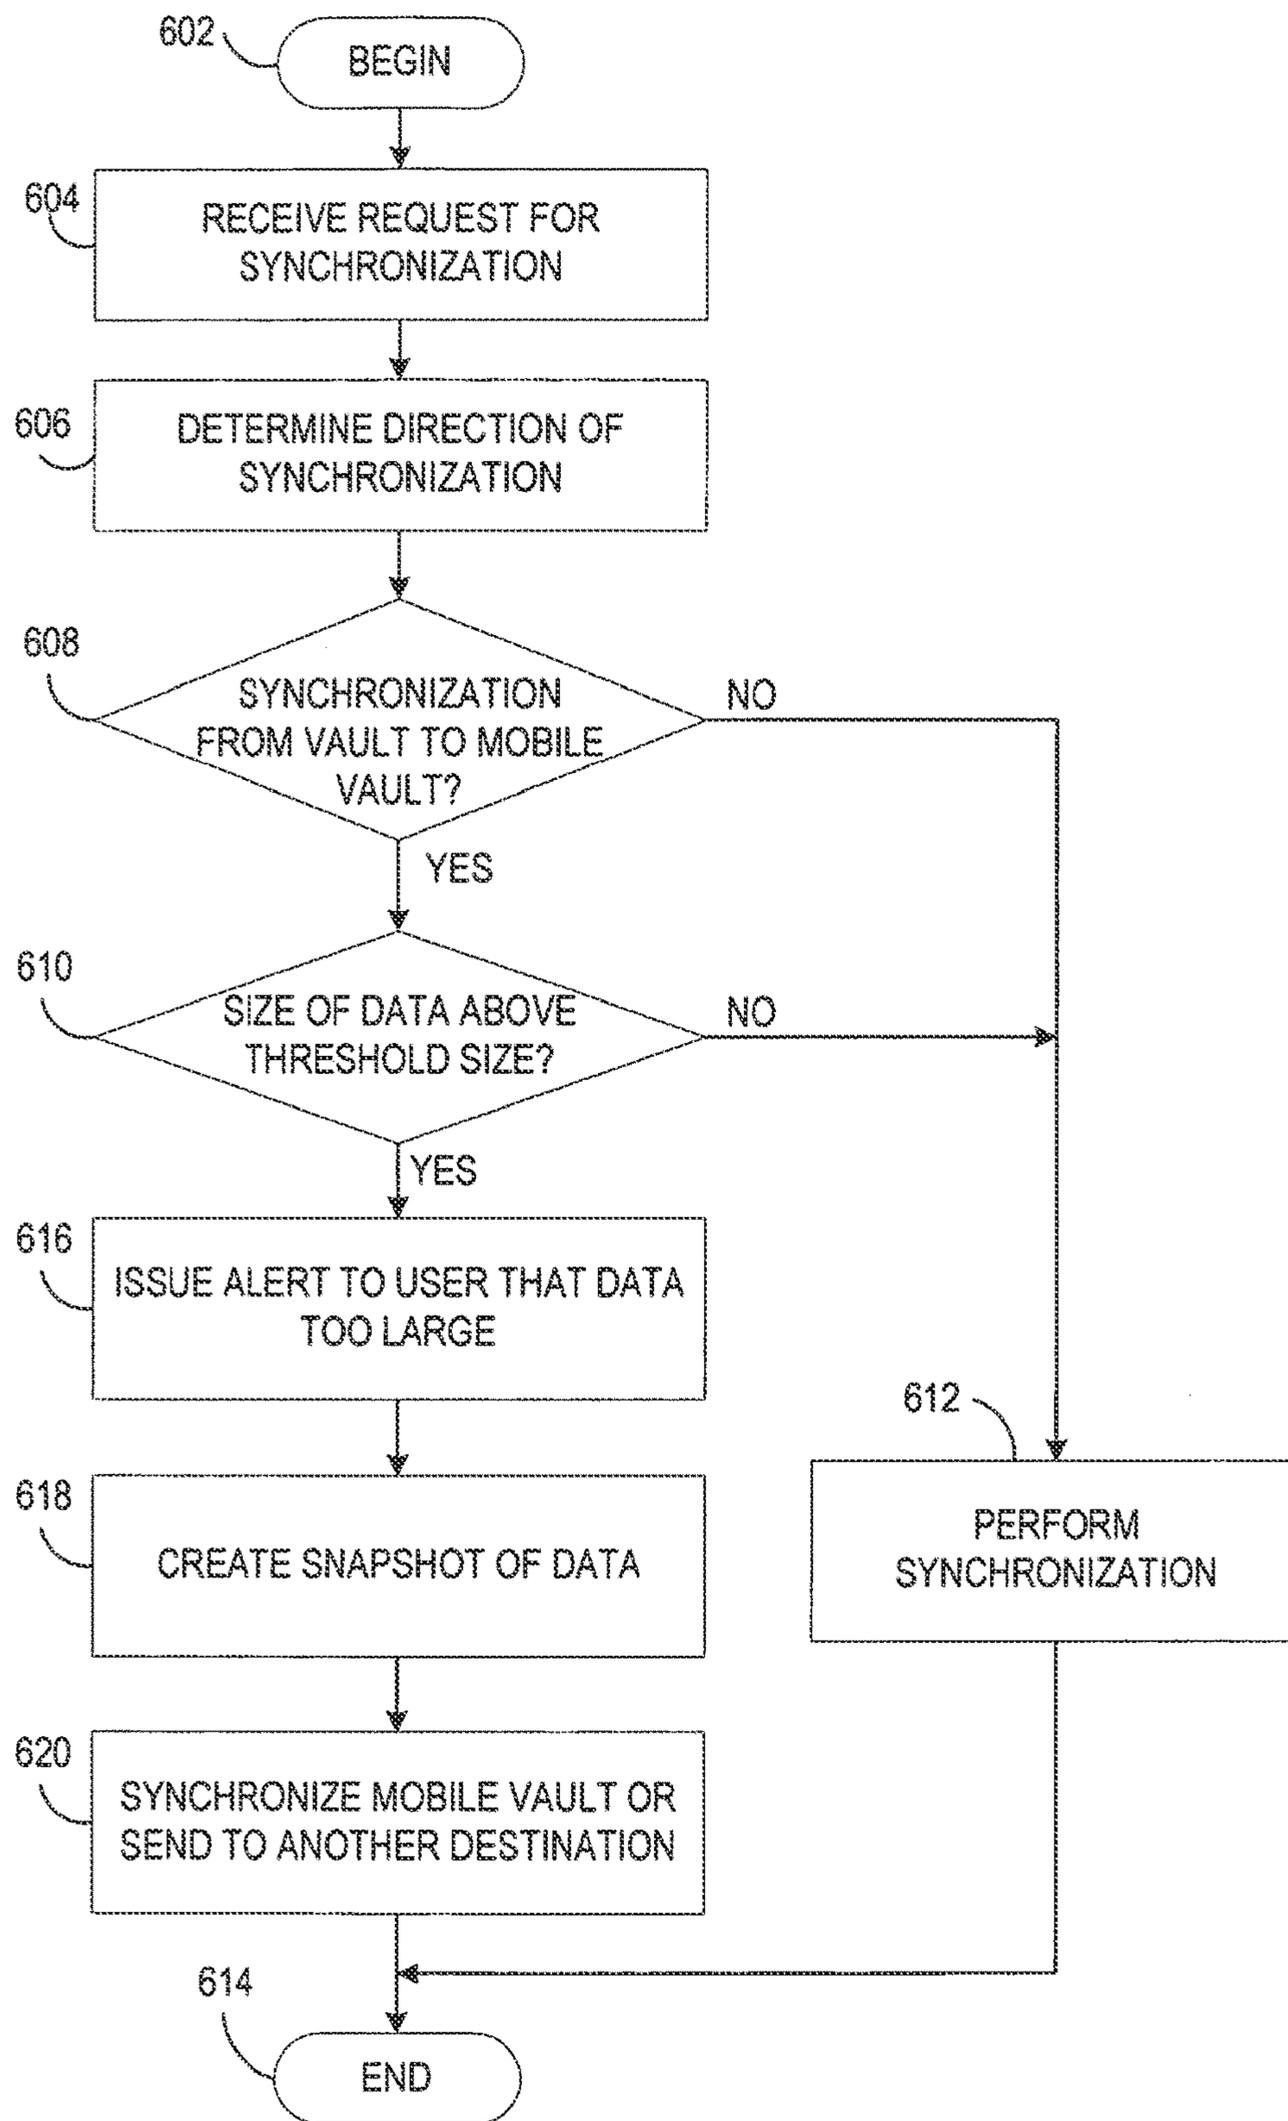 602
BEGIN
604
RECEIVE REQUEST FOR
SYNCHRONIZATION
606
DETERMINE DIRECTION OF
SYNCHRONIZATION
608
SYNCHRONIZATION
FROM VAULT TO MOBILE
VAULT?
NO
YES
610
SIZE OF DATA ABOVE
THRESHOLD SIZE?
NO
YES
616
ISSUE ALERT TO USER THAT DATA
TOO LARGE
612
PERFORM
SYNCHRONIZATION
618
CREATE SNAPSHOT OF DATA
620
SYNCHRONIZE MOBILE VAULT OR
SEND TO ANOTHER DESTINATION
614
END